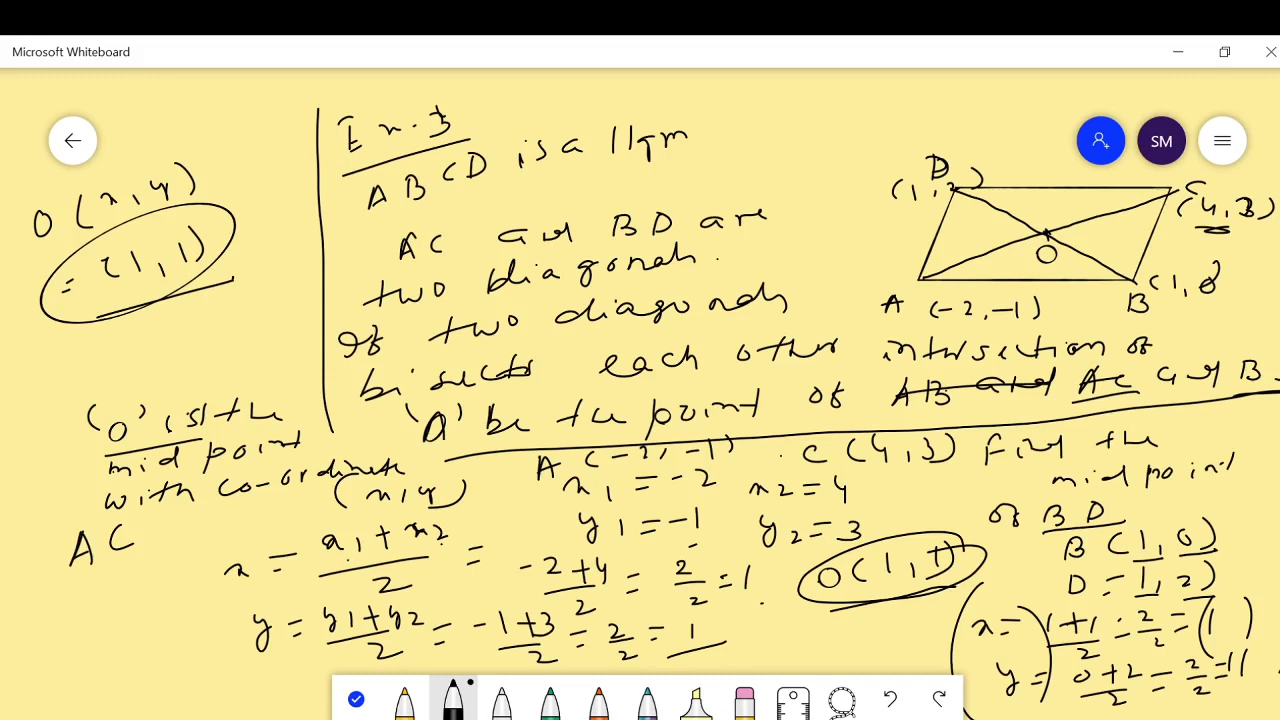 Microsoft Whiteboard
SM
O (x, y)
= (1, 1)
Ex. 3
ABCD is a ||gm
AC and BD are
two diagonals.
If two diagonals
bisects each other
'O' be the point of AB and AC and B
intersection of
D
(1, 2)
C
(4, 3)
O
A (-2, -1)
B (1, 0)
'O' is the
mid point
with co-ordinate
(x, y)
AC
A (-2, -1) . C (4, 3) Find the
mid point
of BD
x1 = -2 x2 = 4
y1 = -1 y2 = 3
x = x1 + x2 / 2 = -2 + 4 / 2 = 2/2 = 1
y = y1 + y2 / 2 = -1 + 3 / 2 = 2/2 = 1
O (1, 1)
B (1, 0)
D = 1, 2)
x = 1 + 1 / 2 = 2/2 = (1)
y = 0 + 2 / 2 = 2/2 = 1